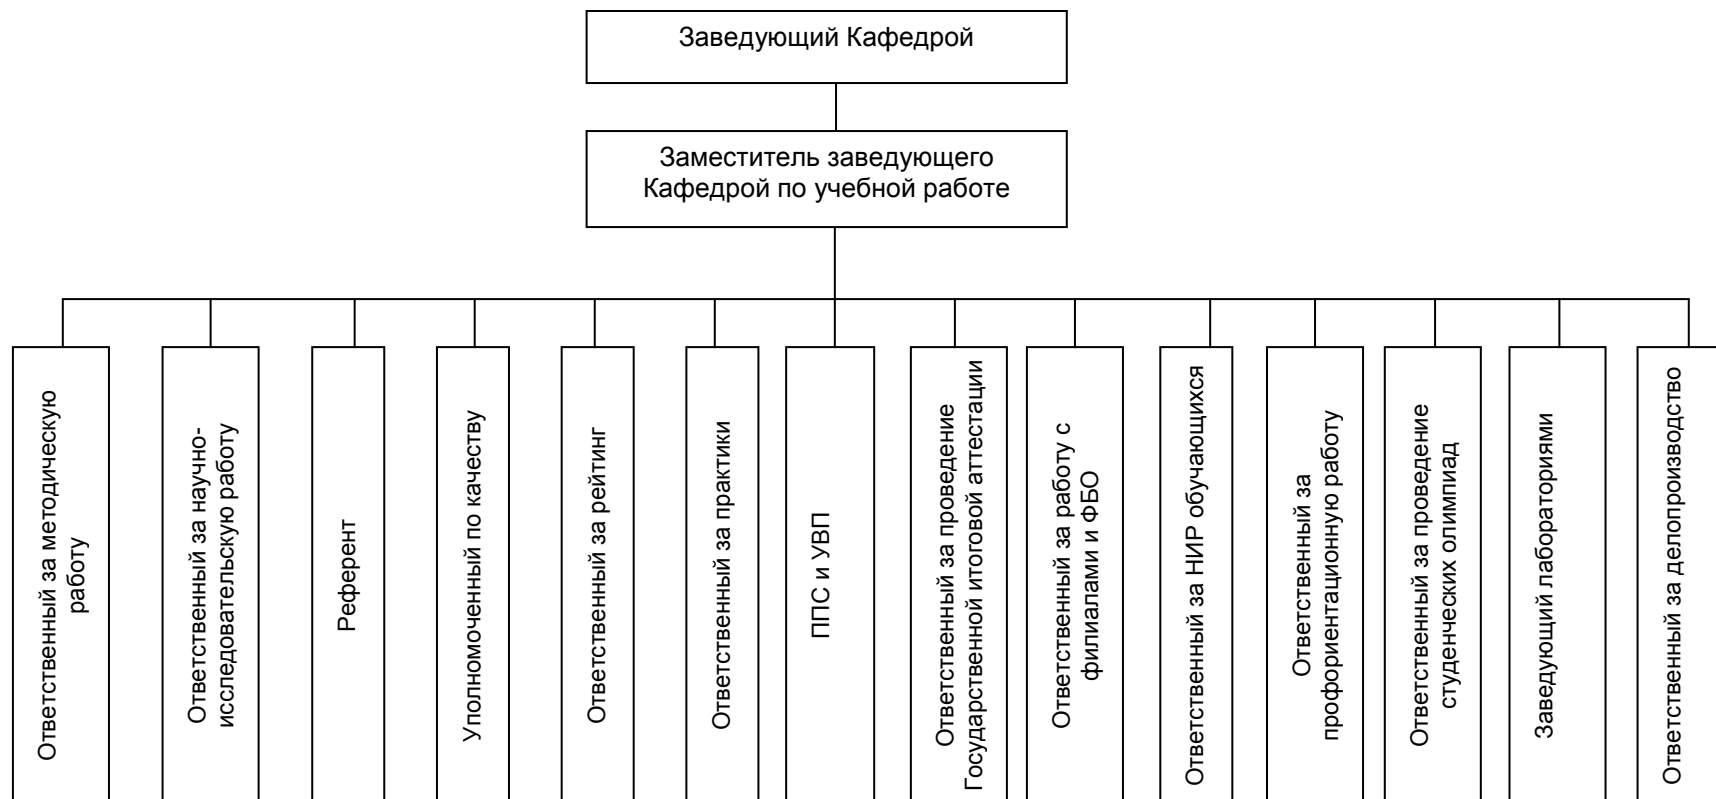 Заведующий Кафедрой
Заместитель заведующего
Кафедрой по учебной работе
Ответственный за методическую
работу
Ответственный за научно-
исследовательскую работу
Референт
Уполномоченный по качеству
Ответственный за рейтинг
Ответственный за практики
ППС и УВП
Ответственный за проведение
Государственной итоговой аттестации
Ответственный за работу с
филиалами и ФБО
Ответственный за НИР обучающихся
Ответственный за
профориентационную работу
Ответственный за проведение
студенческих олимпиад
Заведующий лабораториями
Ответственный за делопроизводство